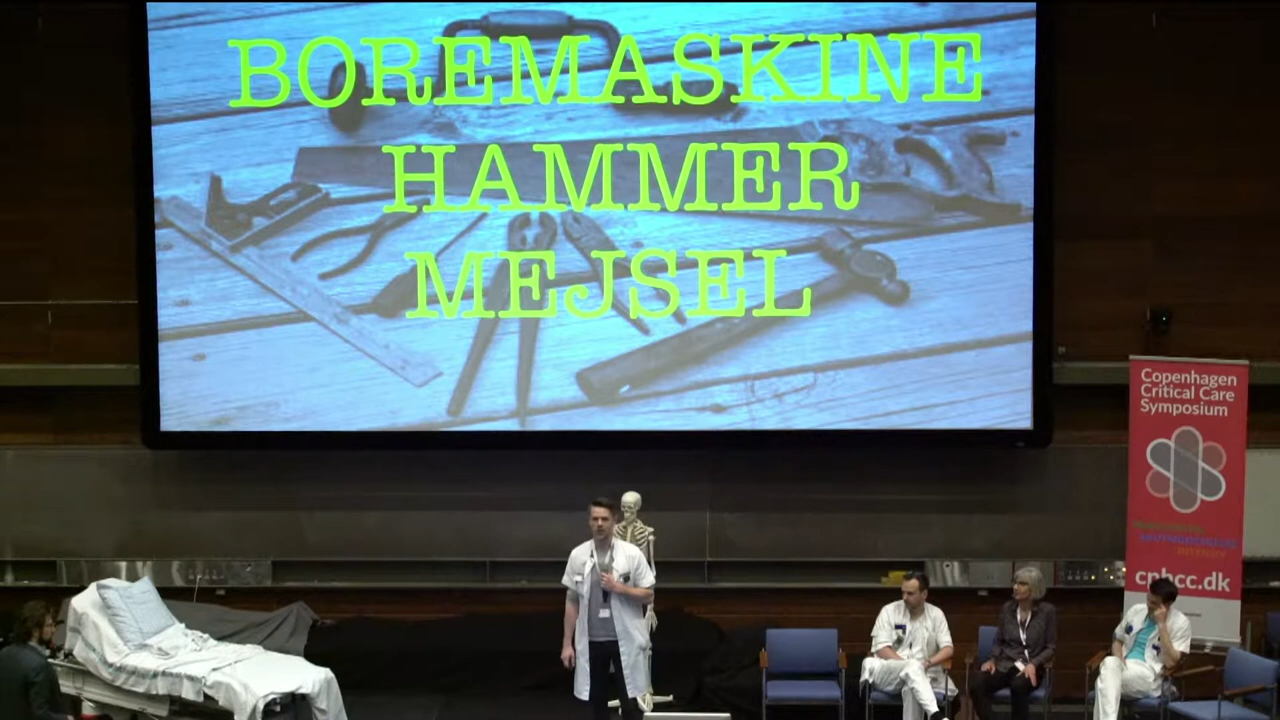 BOREMASKINE
HAMMER
MEJSEL
Copenhagen
Critical Care
Symposium
cphcc.dk